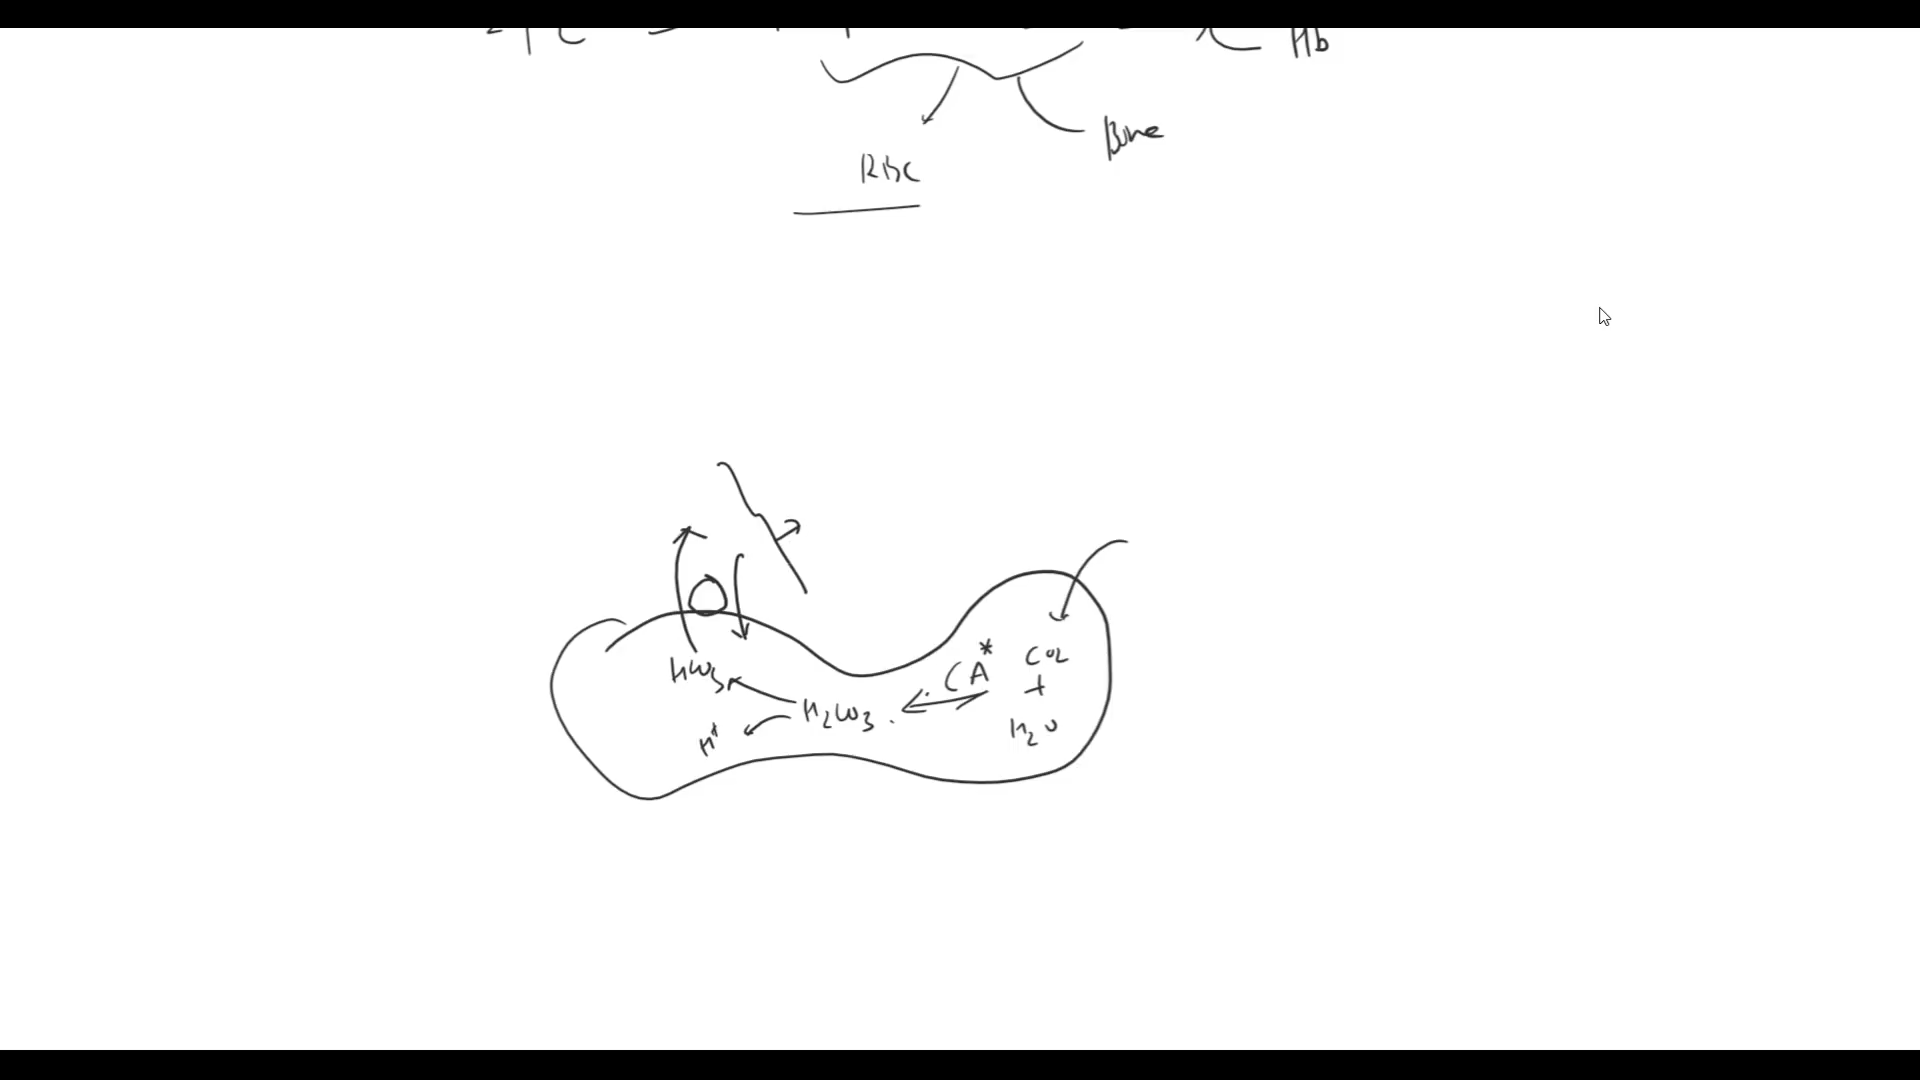 Hb
Bone
RBC
CA* CO2
HCO3 +
H2CO3 .
H+ H2O